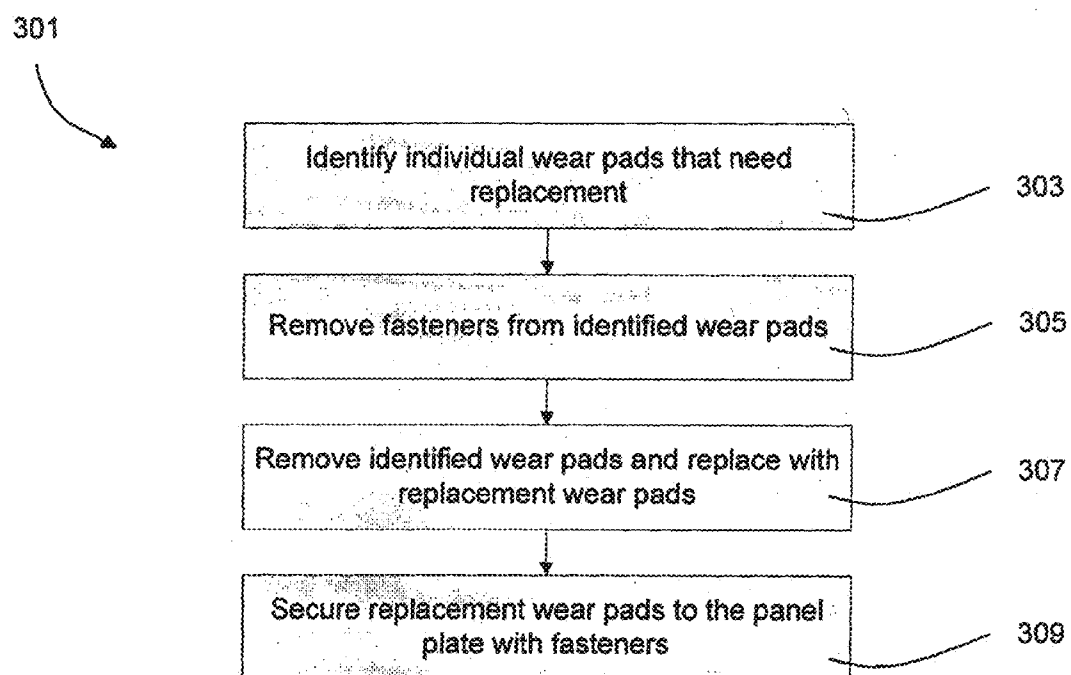 301
Identify individual wear pads that need
replacement
303
Remove fasteners from identified wear pads
305
Remove identified wear pads and replace with
replacement wear pads
307
Secure replacement wear pads to the panel
plate with fasteners
309